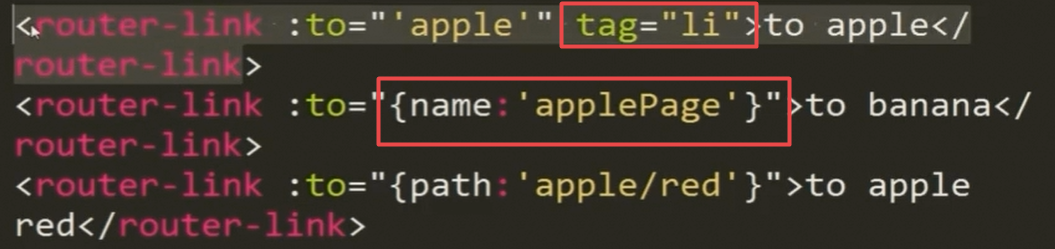 <router-link :to="'apple'" tag="li">to apple</
router-link>
<router-link :to="{name:'applePage'}">to banana</
router-link>
<router-link :to="{path:'apple/red'}">to apple
red</router-link>